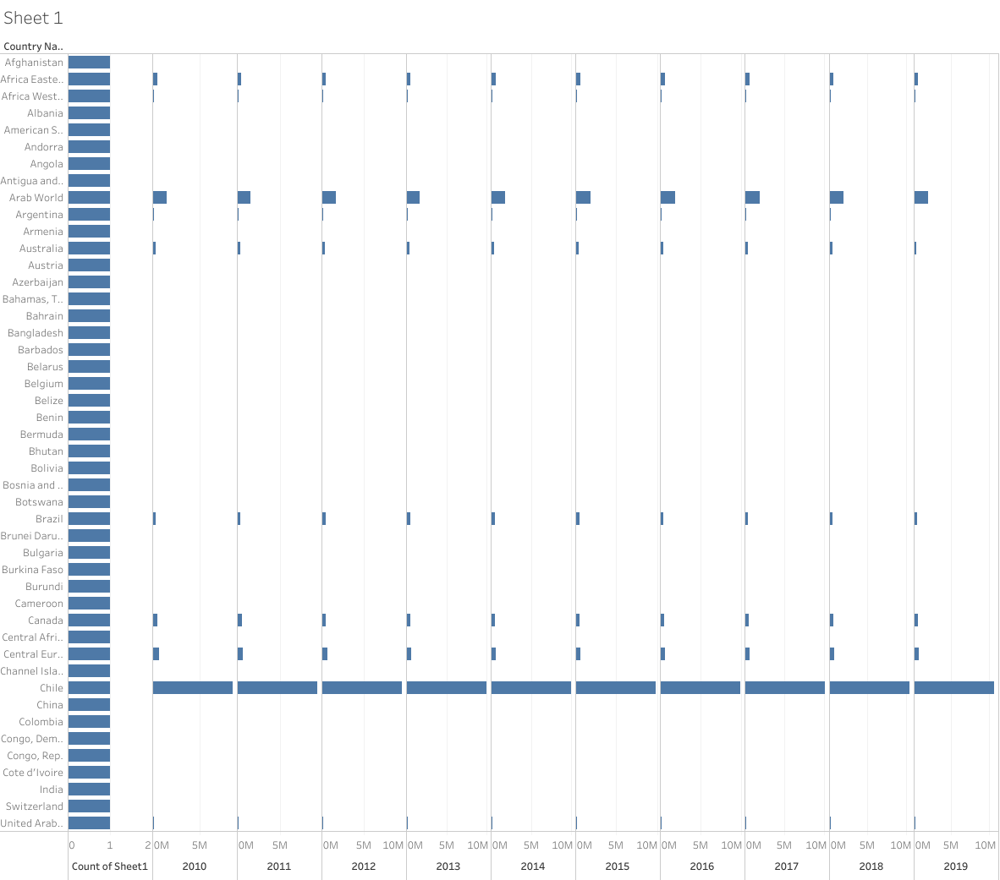 Sheet 1
Country Na..
Afghanistan
Africa Easte..
Africa West..
Albania
American S..
Andorra
Angola
Antigua and..
Arab World
Argentina
Armenia
Australia
Austria
Azerbaijan
Bahamas, T..
Bahrain
Bangladesh
Barbados
Belarus
Belgium
Belize
Benin
Bermuda
Bhutan
Bolivia
Bosnia and ..
Botswana
Brazil
Brunei Daru..
Bulgaria
Burkina Faso
Burundi
Cameroon
Canada
Central Afri..
Central Eur..
Channel Isla..
Chile
China
Colombia
Congo, Dem..
Congo, Rep.
Cote d'Ivoire
India
Switzerland
United Arab..
0 1 2 0M 5M 0M 5M 0M 5M 10M 0M 5M 10M 0M 5M 10M 0M 5M 10M 0M 5M 10M 0M 5M 10M 0M 5M 10M 0M 5M 10M
Count of Sheet1 2010 2011 2012 2013 2014 2015 2016 2017 2018 2019